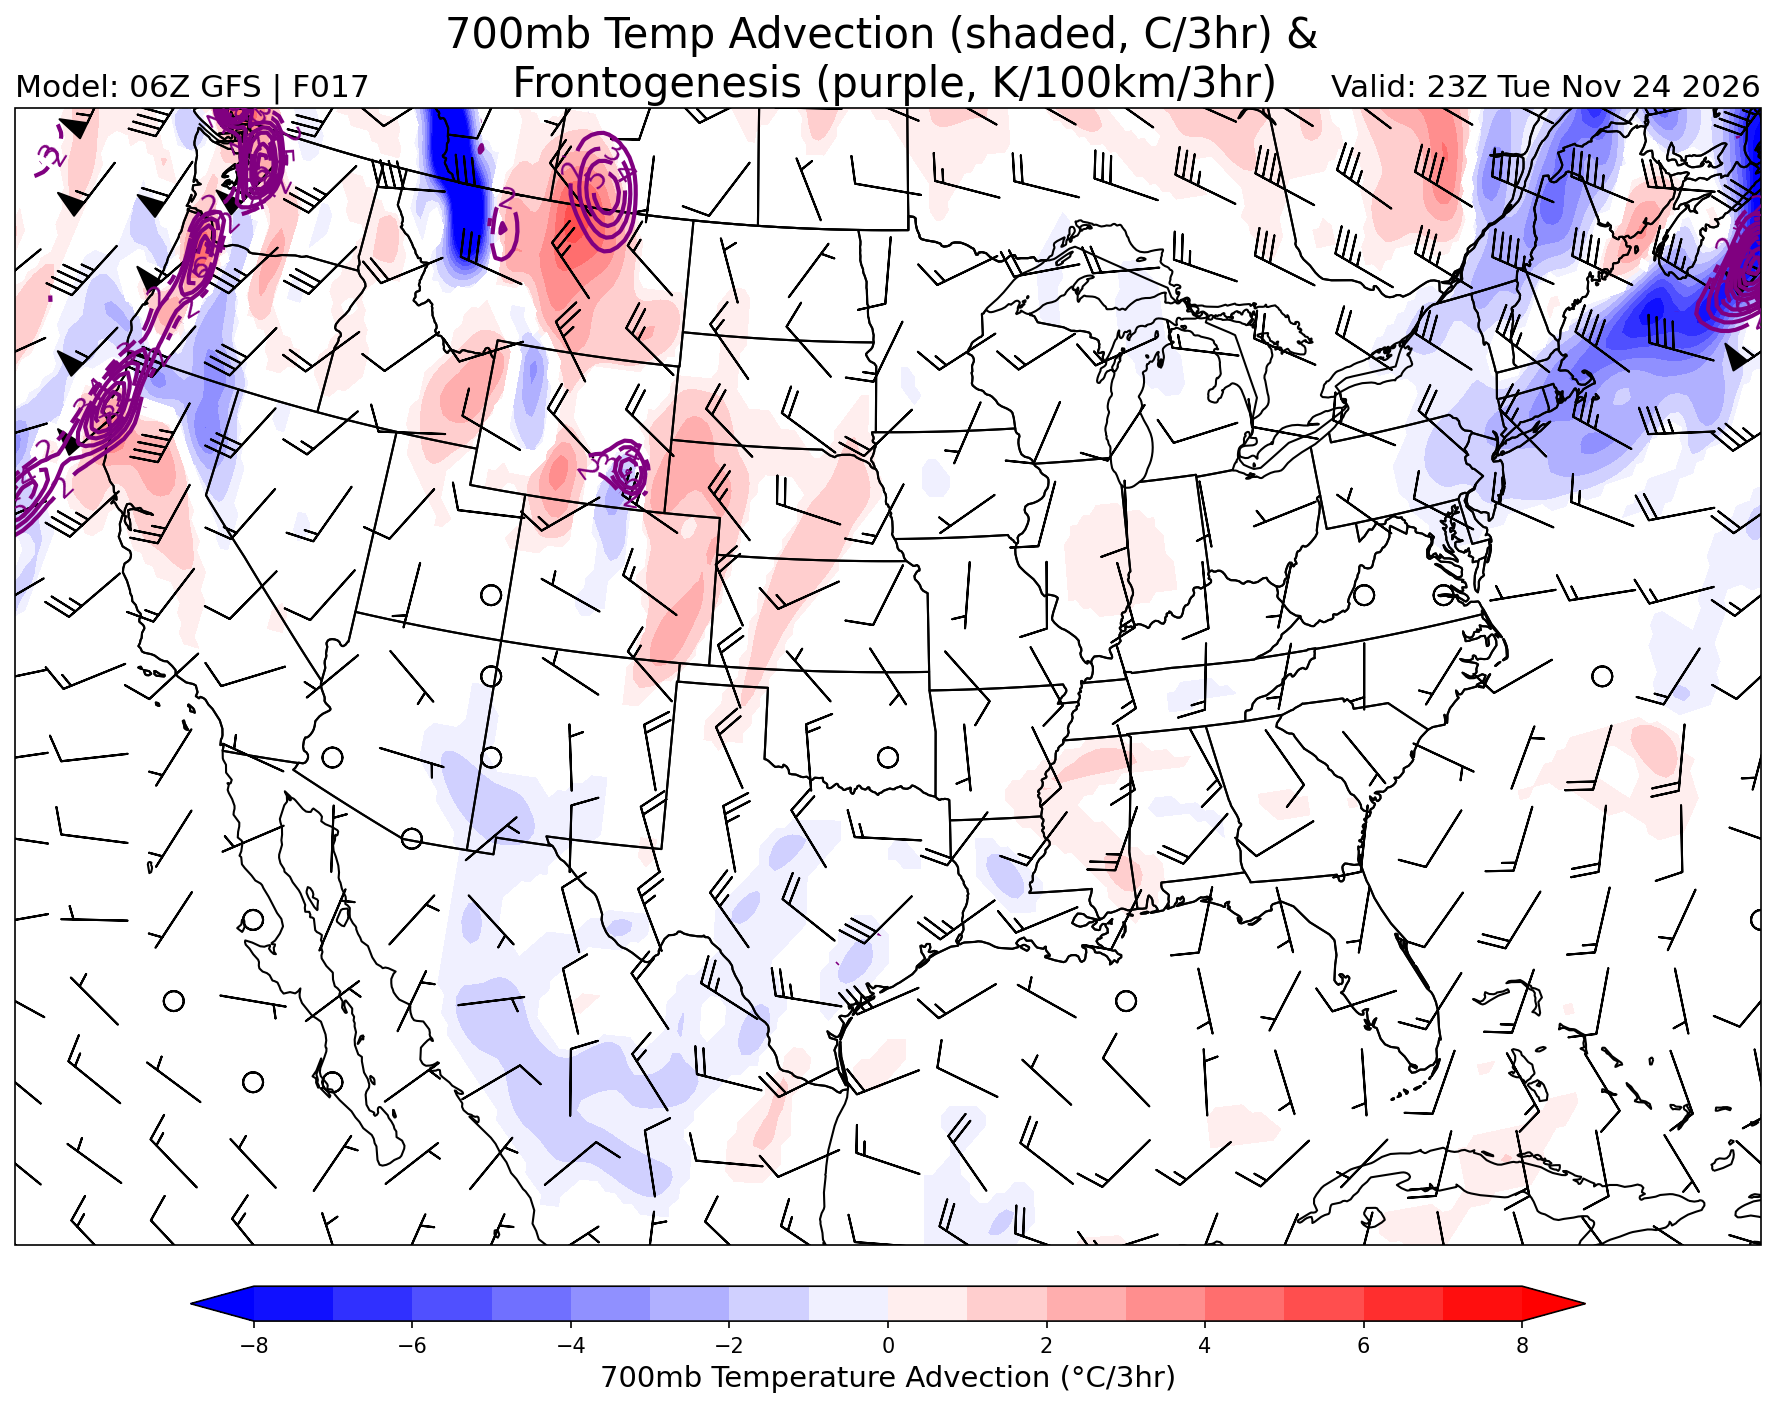 700mb Temp Advection (shaded, C/3hr) &
Model: 06Z GFS | F017
Frontogenesis (purple, K/100km/3hr)
Valid: 23Z Tue Nov 24 2026
−8
−6
−4
−2
0
2
4
6
8
700mb Temperature Advection (°C/3hr)